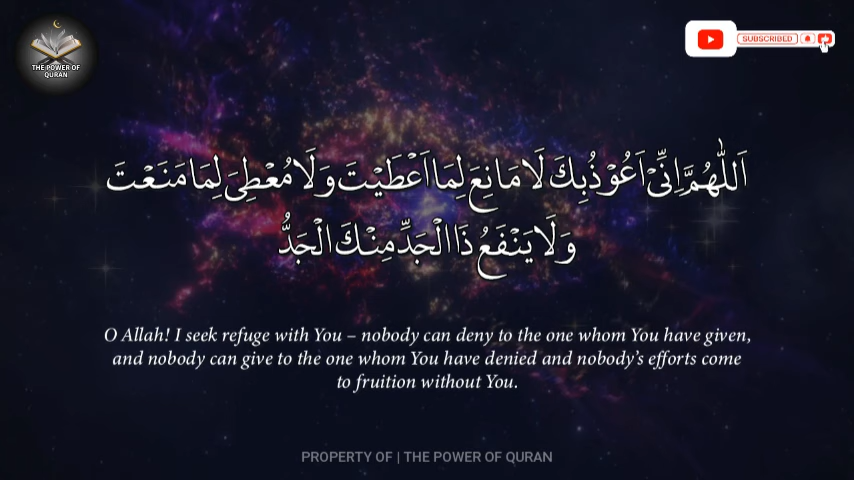 THE POWER OF
QURAN
SUBSCRIBED
اَللّٰهُمَّ اِنِّیْ اَعُوْذُبِكَ لَا مَانِعَ لِمَا اَعْطَیْتَ وَلَا مُعْطِیَ لِمَا مَنَعْتَ
وَلَا یَنْفَعُ ذَا الْجَدِّ مِنْكَ الْجَدُّ
O Allah! I seek refuge with You – nobody can deny to the one whom You have given,
and nobody can give to the one whom You have denied and nobody’s efforts come
to fruition without You.
PROPERTY OF | THE POWER OF QURAN